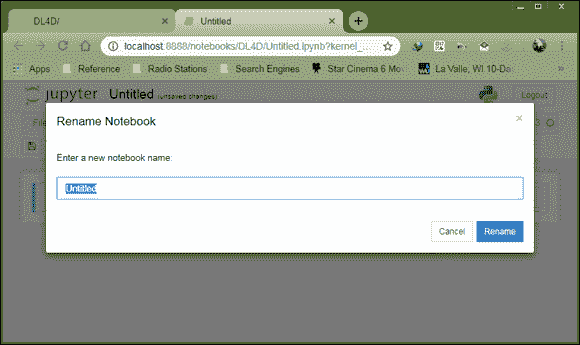 DL4D/ Untitled
localhost:8888/notebooks/DL4D/Untitled.ipynb?kernel_...
Apps Reference Radio Stations Search Engines Star Cinema 6 Mov La Valle, WI 10-Da
jupyter Untitled (unsaved changes) Logout
Rename Notebook
Enter a new notebook name:
Untitled
Cancel Rename